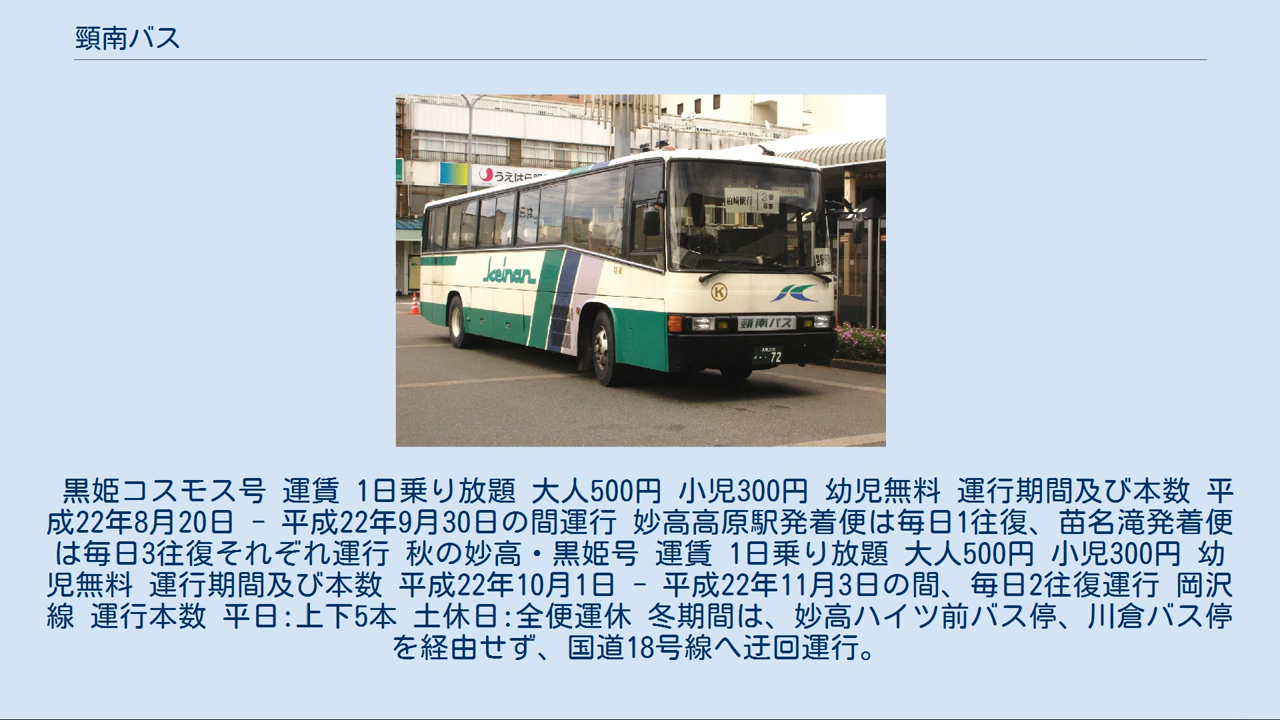 頸南バス
うえはら
keinan
柏崎駅行
K
頸南バス
72
黒姫コスモス号 運賃 1日乗り放題 大人500円 小児300円 幼児無料 運行期間及び本数 平
成22年8月20日 - 平成22年9月30日の間運行 妙高高原駅発着便は毎日1往復、苗名滝発着便
は毎日3往復それぞれ運行 秋の妙高・黒姫号 運賃 1日乗り放題 大人500円 小児300円 幼
児無料 運行期間及び本数 平成22年10月1日 - 平成22年11月3日の間、毎日2往復運行 岡沢
線 運行本数 平日:上下5本 土休日:全便運休 冬期間は、妙高ハイツ前バス停、川倉バス停
を経由せず、国道18号線へ迂回運行。